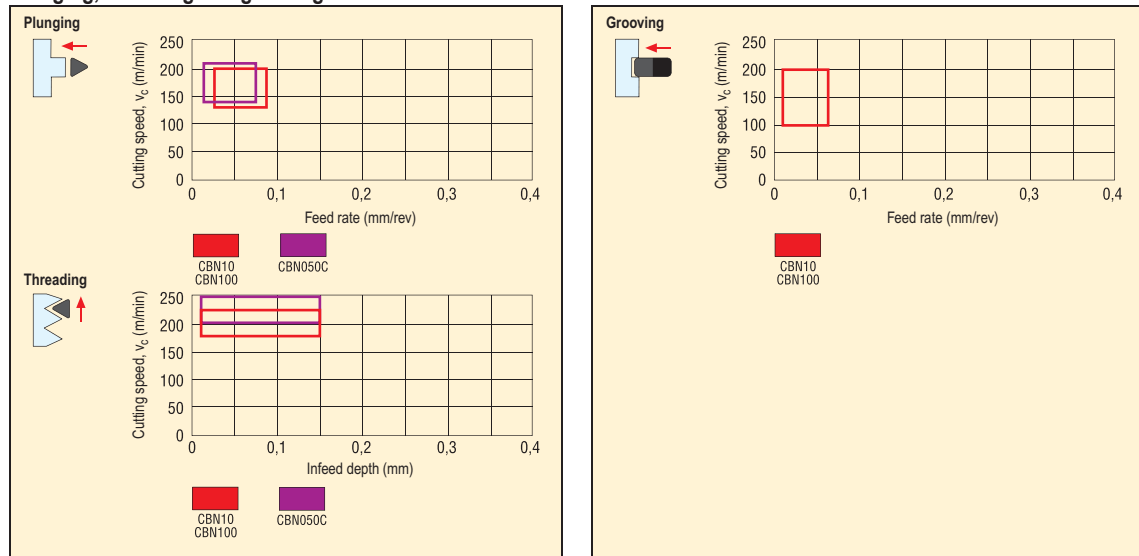 Plunging
Cutting speed, vc (m/min)
250
200
150
100
50
0
0 0,1 0,2 0,3 0,4
Feed rate (mm/rev)
CBN10
CBN100
CBN050C
Threading
Cutting speed, vc (m/min)
250
200
150
100
50
0
0 0,1 0,2 0,3 0,4
Infeed depth (mm)
CBN10
CBN100
CBN050C
Grooving
Cutting speed, vc (m/min)
250
200
150
100
50
0
0 0,1 0,2 0,3 0,4
Feed rate (mm/rev)
CBN10
CBN100